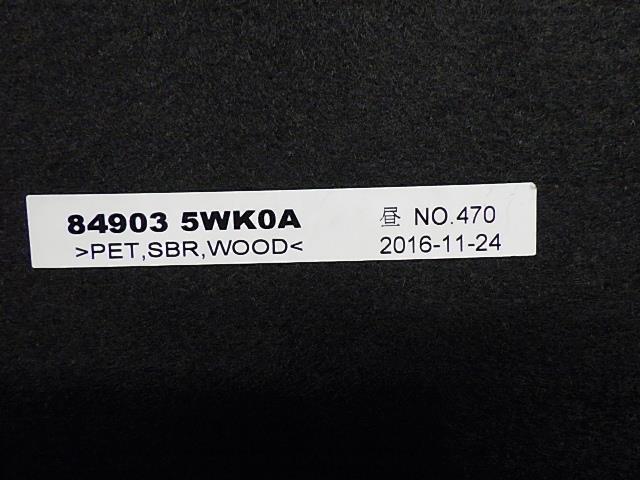 84903 5WK0A
>PET,SBR,WOOD<
昼 NO.470
2016-11-24